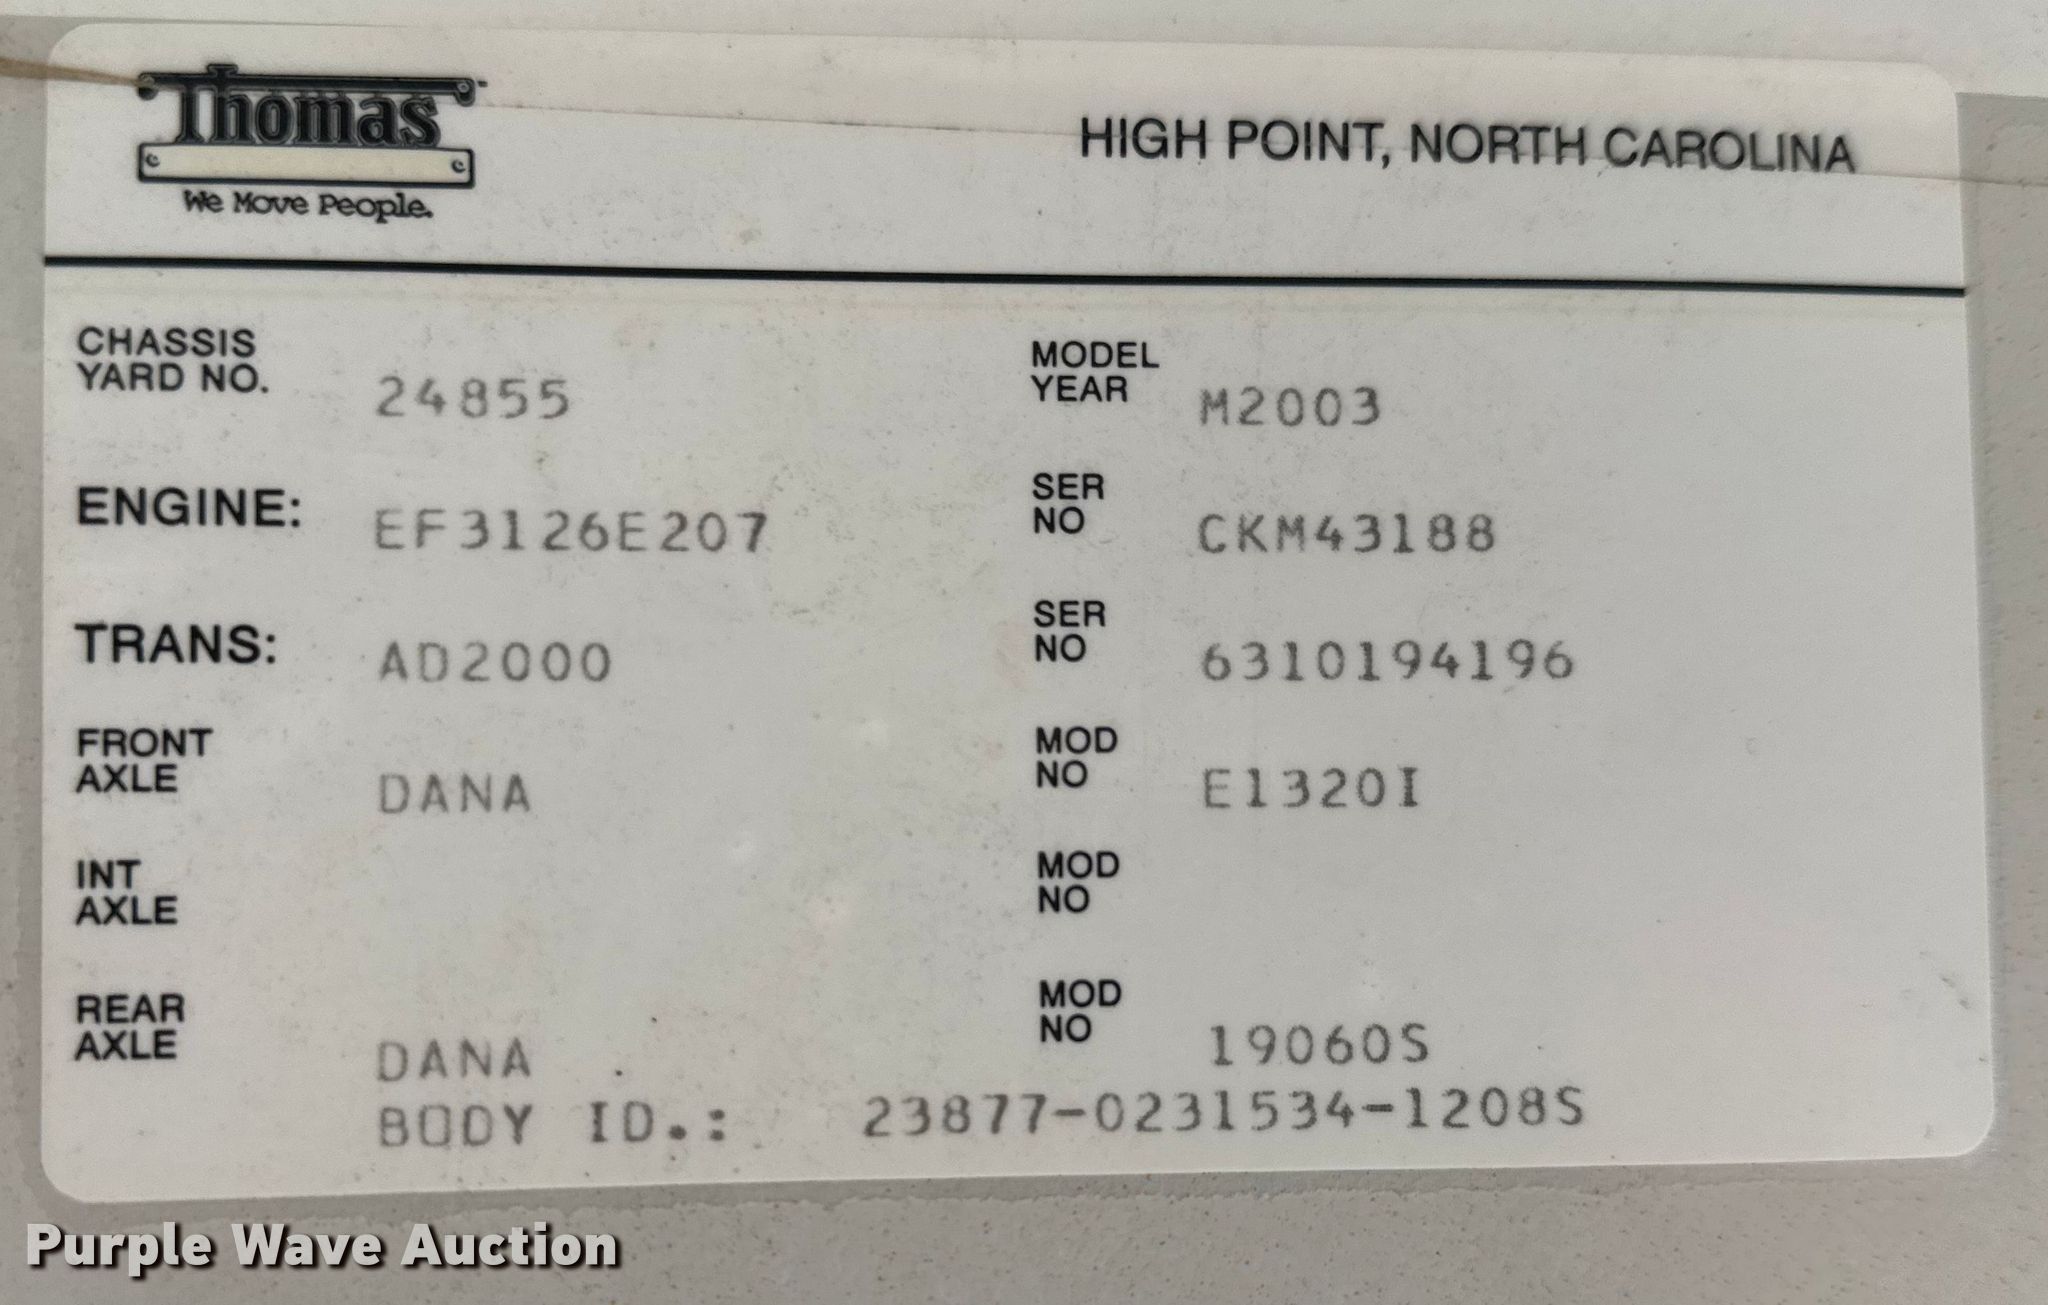 Thomas
We Move People.
HIGH POINT, NORTH CAROLINA
CHASSIS
YARD NO. 24855
MODEL
YEAR M2003
ENGINE: EF3126E207
SER
NO CKM43188
TRANS: AD2000
SER
NO 6310194196
FRONT
AXLE DANA
MOD
NO E1320I
INT
AXLE
MOD
NO
REAR
AXLE DANA
MOD
NO 19060S
BODY ID.: 23877-0231534-1208S
Purple Wave Auction